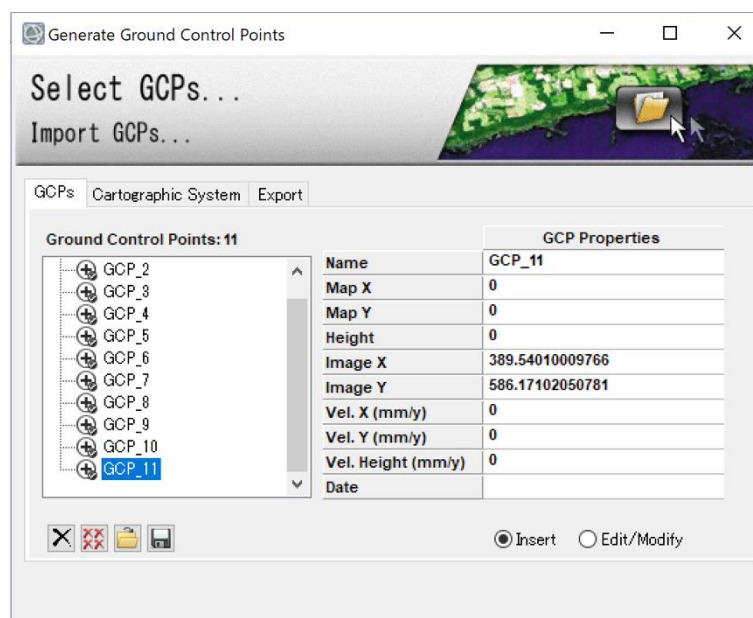 Generate Ground Control Points
Select GCPs...
Import GCPs...
GCPs Cartographic System Export
Ground Control Points: 11
GCP_2
GCP_3
GCP_4
GCP_5
GCP_6
GCP_7
GCP_8
GCP_9
GCP_10
GCP_11
GCP Properties
Name GCP_11
Map X 0
Map Y 0
Height 0
Image X 389.54010009766
Image Y 586.17102050781
Vel. X (mm/y) 0
Vel. Y (mm/y) 0
Vel. Height (mm/y) 0
Date
Insert Edit/Modify